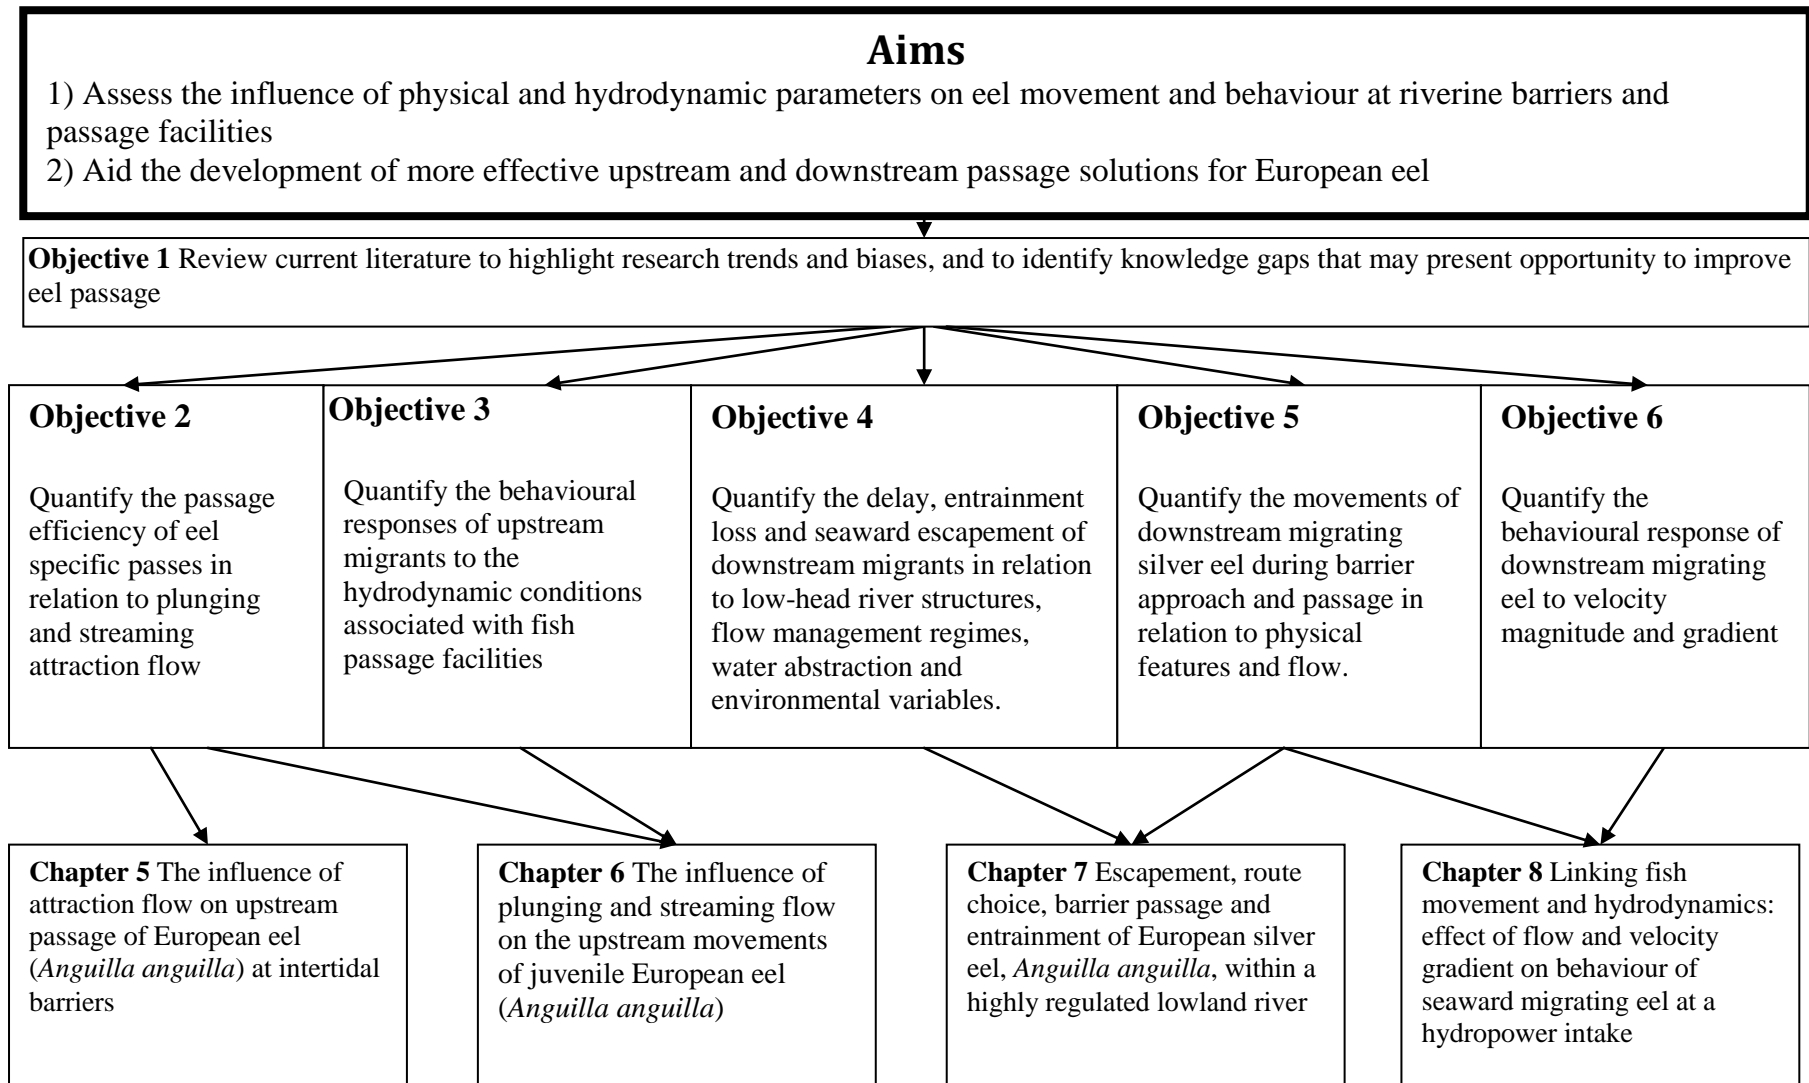 Aims
1) Assess the influence of physical and hydrodynamic parameters on eel movement and behaviour at riverine barriers and
passage facilities
2) Aid the development of more effective upstream and downstream passage solutions for European eel
Objective 1 Review current literature to highlight research trends and biases, and to identify knowledge gaps that may present opportunity to improve
eel passage
Objective 2
Quantify the passage
efficiency of eel
specific passes in
relation to plunging
and streaming
attraction flow
Objective 3
Quantify the behavioural
responses of upstream
migrants to the
hydrodynamic conditions
associated with fish
passage facilities
Objective 4
Quantify the delay, entrainment
loss and seaward escapement of
downstream migrants in relation
to low-head river structures,
flow management regimes,
water abstraction and
environmental variables.
Objective 5
Quantify the movements of
downstream migrating
silver eel during barrier
approach and passage in
relation to physical
features and flow.
Objective 6
Quantify the
behavioural response of
downstream migrating
eel to velocity
magnitude and gradient
Chapter 5 The influence of
attraction flow on upstream
passage of European eel
(Anguilla anguilla) at intertidal
barriers
Chapter 6 The influence of
plunging and streaming flow
on the upstream movements
of juvenile European eel
(Anguilla anguilla)
Chapter 7 Escapement, route
choice, barrier passage and
entrainment of European silver
eel, Anguilla anguilla, within a
highly regulated lowland river
Chapter 8 Linking fish
movement and hydrodynamics:
effect of flow and velocity
gradient on behaviour of
seaward migrating eel at a
hydropower intake